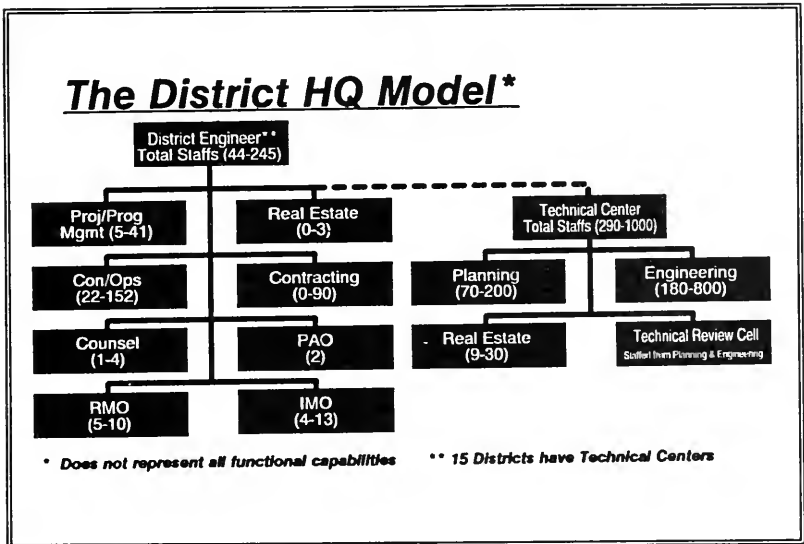 The District HQ Model*
District Engineer**
Total Staffs (44-245)
Proj/Prog
Mgmt (5-41)
Real Estate
(0-3)
Con/Ops
(22-152)
Contracting
(0-90)
Counsel
(1-4)
PAO
(2)
RMO
(5-10)
IMO
(4-13)
Technical Center
Total Staffs (290-1000)
Planning
(70-200)
Engineering
(180-800)
Real Estate
(9-30)
Technical Review Cell
Staffed from Planning & Engineering
* Does not represent all functional capabilities
** 15 Districts have Technical Centers